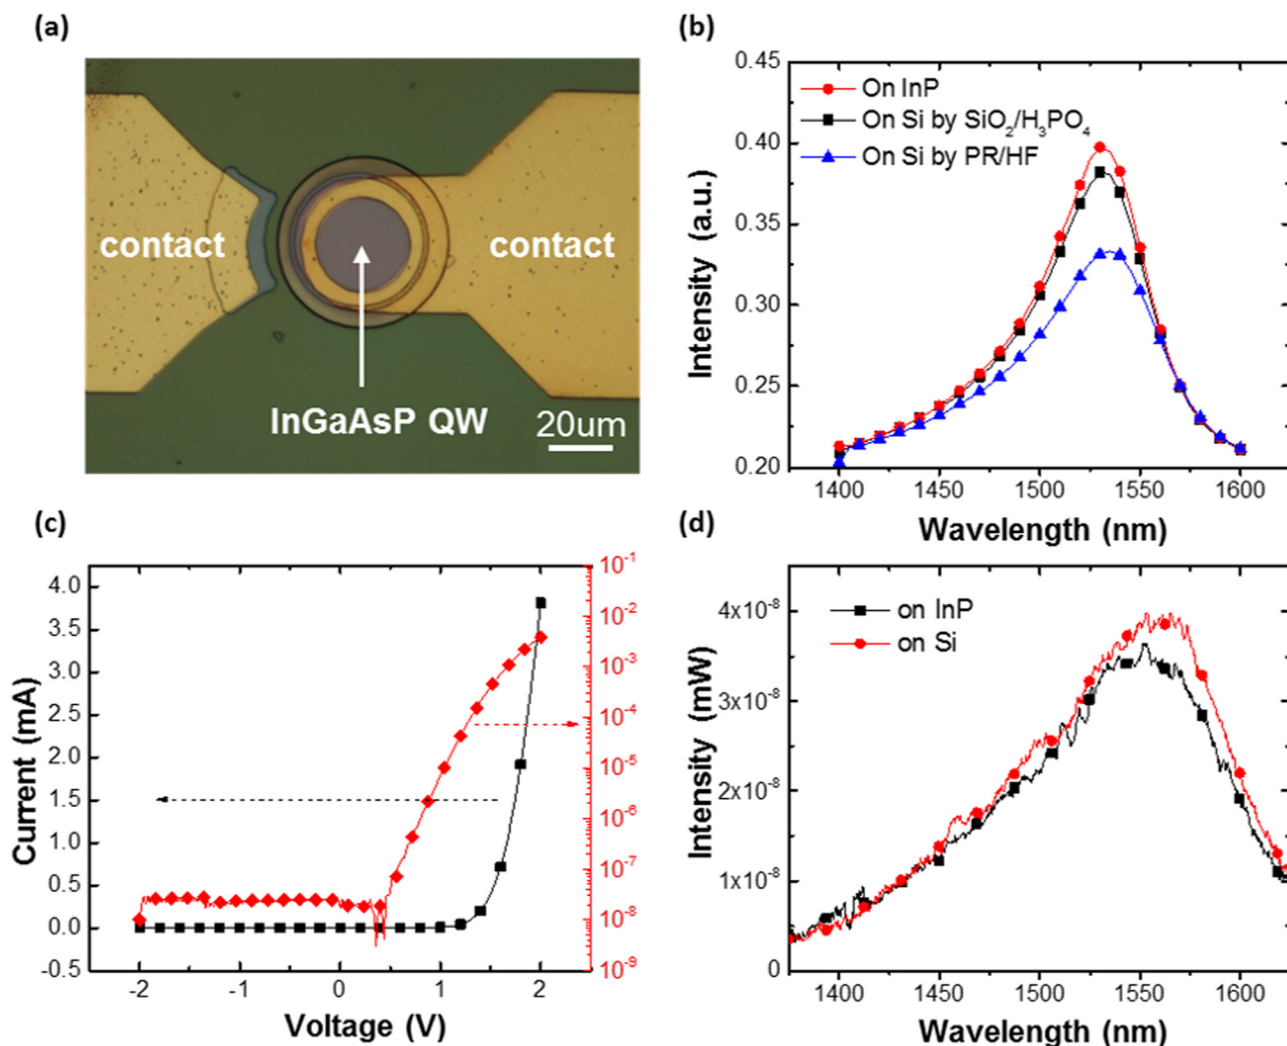 (a)
contact
contact
InGaAsP QW
20um
(b)
0.45
0.40
0.35
0.30
0.25
0.20
Intensity (a.u.)
On InP
On Si by SiO₂/H₃PO₄
On Si by PR/HF
1400
1450
1500
1550
1600
Wavelength (nm)
(c)
4.0
3.5
3.0
2.5
2.0
1.5
1.0
0.5
0.0
-0.5
Current (mA)
10⁻¹
10⁻²
10⁻³
10⁻⁴
10⁻⁵
10⁻⁶
10⁻⁷
10⁻⁸
10⁻⁹
-2
-1
0
1
2
Voltage (V)
(d)
4x10⁻⁸
3x10⁻⁸
2x10⁻⁸
1x10⁻⁸
0
Intensity (mW)
on InP
on Si
1400
1450
1500
1550
1600
Wavelength (nm)